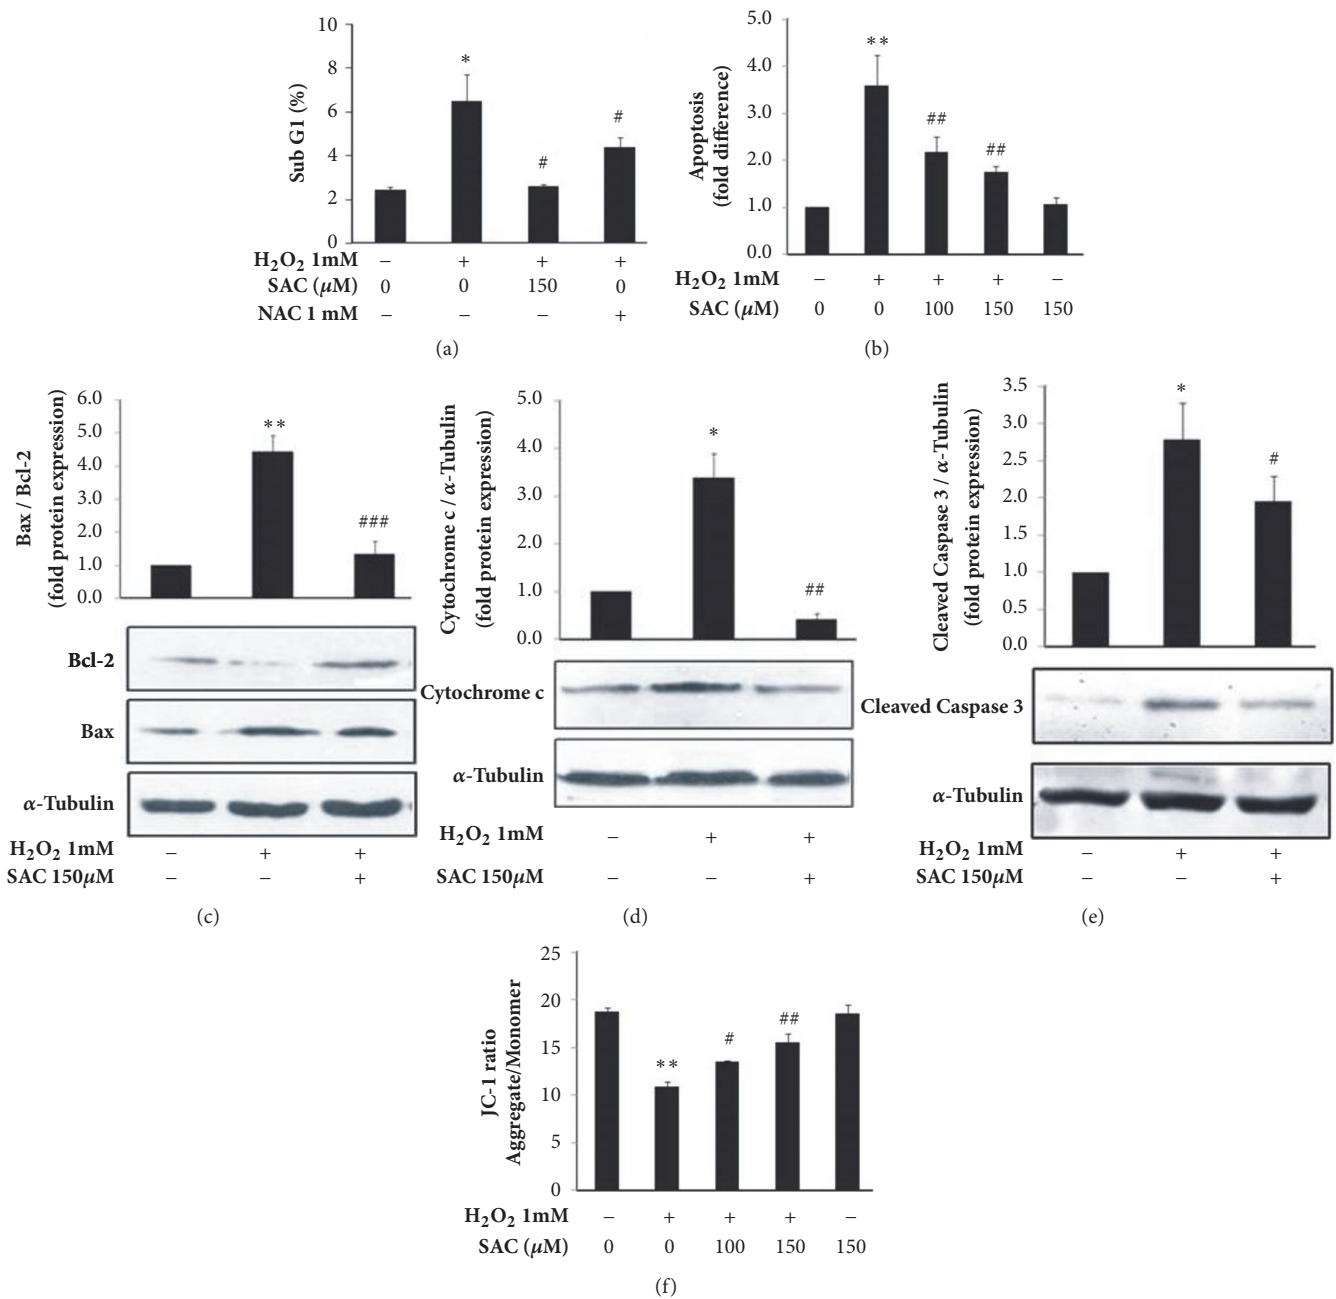 Sub G1 (%)
10
8
6
4
2
0
*
#
#
H2O2 1mM − + + +
SAC (μM) 0 0 150 0
NAC 1 mM − − − +
(a)
Apoptosis
(fold difference)
5.0
4.0
3.0
2.0
1.0
0.0
**
##
##
H2O2 1mM − + + + −
SAC (μM) 0 0 100 150 150
(b)
Bax / Bcl-2
(fold protein expression)
6.0
5.0
4.0
3.0
2.0
1.0
0.0
**
###
Bcl-2
Bax
α-Tubulin
H2O2 1mM − + +
SAC 150μM − − +
(c)
Cytochrome c / α-Tubulin
(fold protein expression)
5.0
4.0
3.0
2.0
1.0
0.0
*
##
Cytochrome c
α-Tubulin
H2O2 1mM − + +
SAC 150μM − − +
(d)
Cleaved Caspase 3 / α-Tubulin
(fold protein expression)
3.5
3.0
2.5
2.0
1.5
1.0
0.5
0.0
*
#
Cleaved Caspase 3
α-Tubulin
H2O2 1mM − + +
SAC 150μM − − +
(e)
JC-1 ratio
Aggregate/Monomer
25
20
15
10
5
0
**
#
##
H2O2 1mM − + + + −
SAC (μM) 0 0 100 150 150
(f)